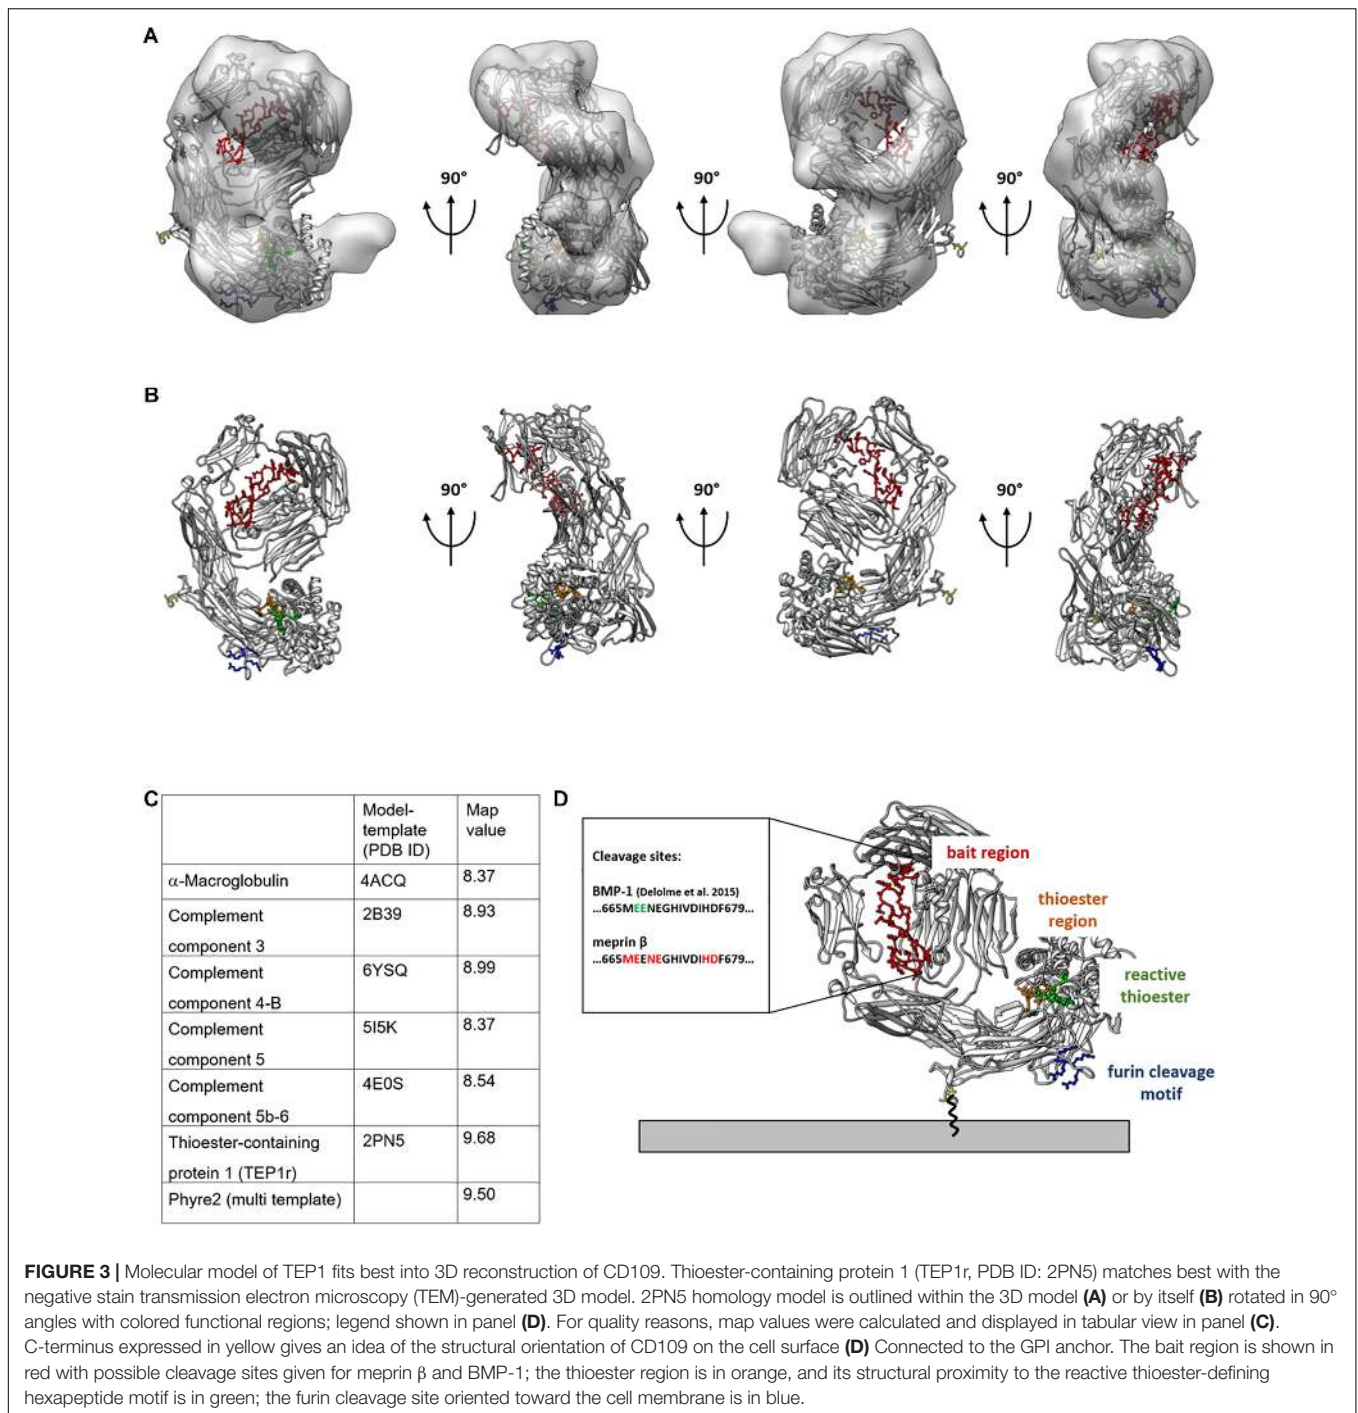 A
90°
90°
90°
B
90°
90°
90°
C
Model-
template
(PDB ID)
Map
value
α-Macroglobulin
4ACQ
8.37
Complement
component 3
2B39
8.93
Complement
component 4-B
6YSQ
8.99
Complement
component 5
5I5K
8.37
Complement
component 5b-6
4E0S
8.54
Thioester-containing
protein 1 (TEP1r)
2PN5
9.68
Phyre2 (multi template)
9.50
D
Cleavage sites:
BMP-1 (Delolme et al. 2015)
...665MEENEGHIVDIHDF679...
meprin β
...665MEENEGHIVDIHDF679...
bait region
thioester
region
reactive
thioester
furin cleavage
motif
FIGURE 3 | Molecular model of TEP1 fits best into 3D reconstruction of CD109. Thioester-containing protein 1 (TEP1r, PDB ID: 2PN5) matches best with the
negative stain transmission electron microscopy (TEM)-generated 3D model. 2PN5 homology model is outlined within the 3D model (A) or by itself (B) rotated in 90°
angles with colored functional regions; legend shown in panel (D). For quality reasons, map values were calculated and displayed in tabular view in panel (C).
C-terminus expressed in yellow gives an idea of the structural orientation of CD109 on the cell surface (D) Connected to the GPI anchor. The bait region is shown in
red with possible cleavage sites given for meprin β and BMP-1; the thioester region is in orange, and its structural proximity to the reactive thioester-defining
hexapeptide motif is in green; the furin cleavage site oriented toward the cell membrane is in blue.